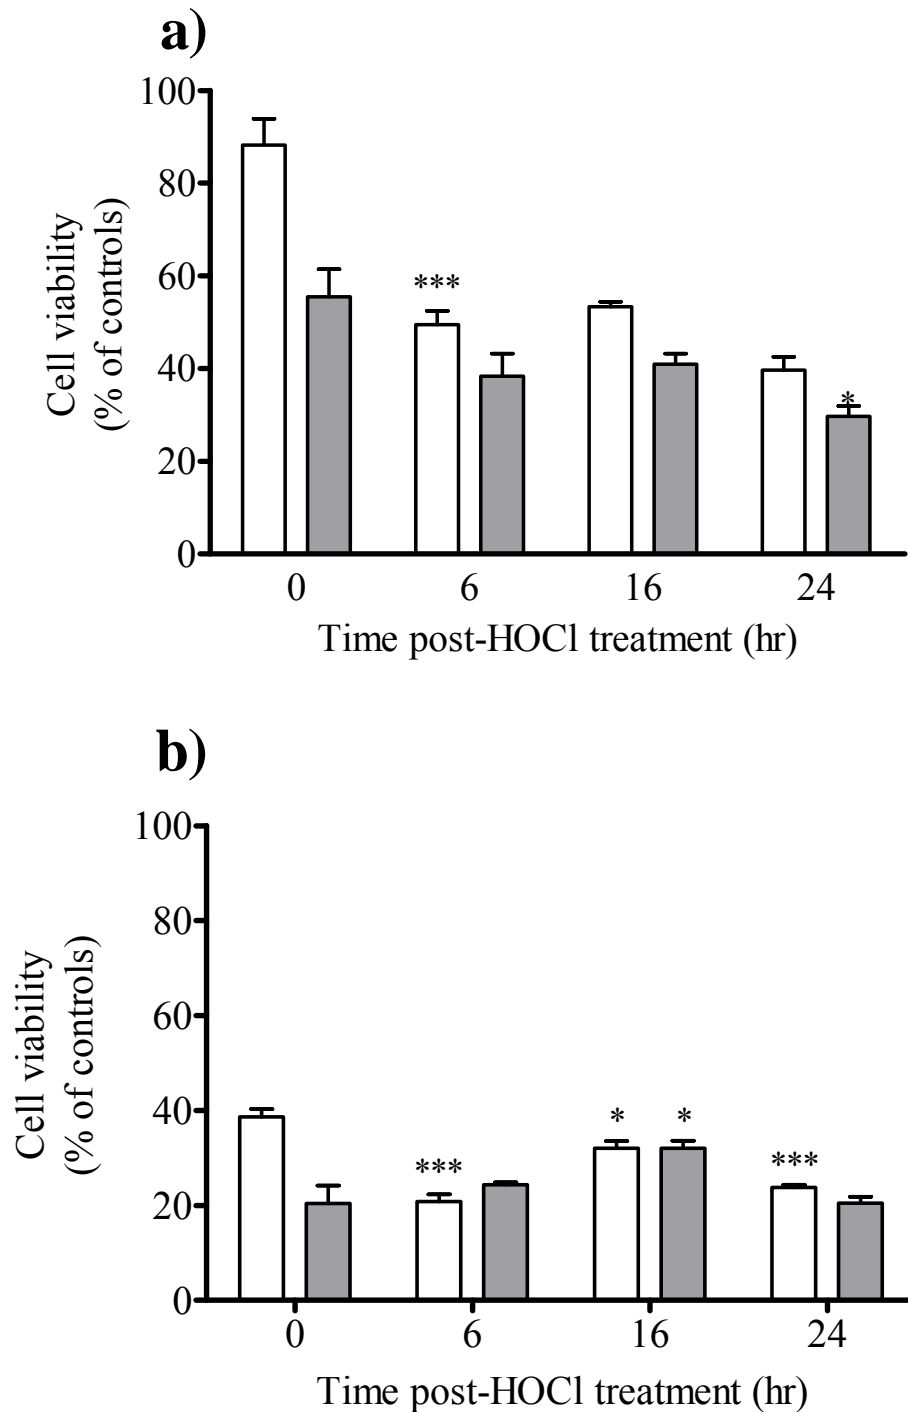 a)
100
80
60
40
20
0
Cell viability
(% of controls)
***
*
0 6 16 24
Time post-HOCl treatment (hr)
b)
100
80
60
40
20
0
Cell viability
(% of controls)
***
*
*
***
0 6 16 24
Time post-HOCl treatment (hr)